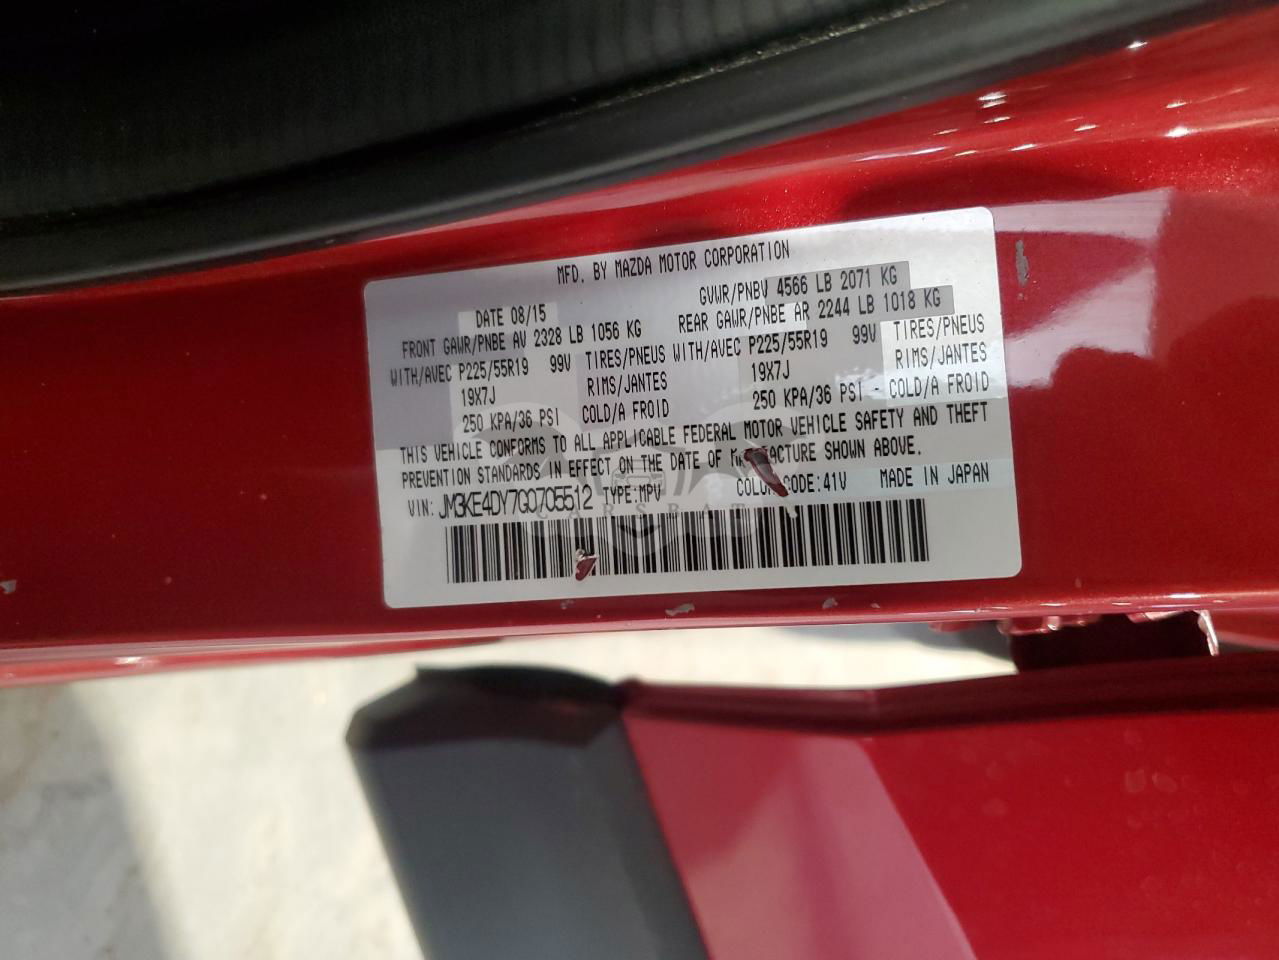 MFD. BY MAZDA MOTOR CORPORATION
DATE 08/15 GVWR/PNBV 4566 LB 2071 KG
FRONT GAWR/PNBE AV 2328 LB 1056 KG REAR GAWR/PNBE AR 2244 LB 1018 KG
WITH/AVEC P225/55R19 99V TIRES/PNEUS WITH/AVEC P225/55R19 99V TIRES/PNEUS
19X7J RIMS/JANTES 19X7J RIMS/JANTES
250 KPA/36 PSI COLD/A FROID 250 KPA/36 PSI - COLD/A FROID
THIS VEHICLE CONFORMS TO ALL APPLICABLE FEDERAL MOTOR VEHICLE SAFETY AND THEFT
PREVENTION STANDARDS IN EFFECT ON THE DATE OF MANUFACTURE SHOWN ABOVE.
VIN: JM3KE4DY7G0705512 TYPE:MPV COLOR CODE:41V MADE IN JAPAN